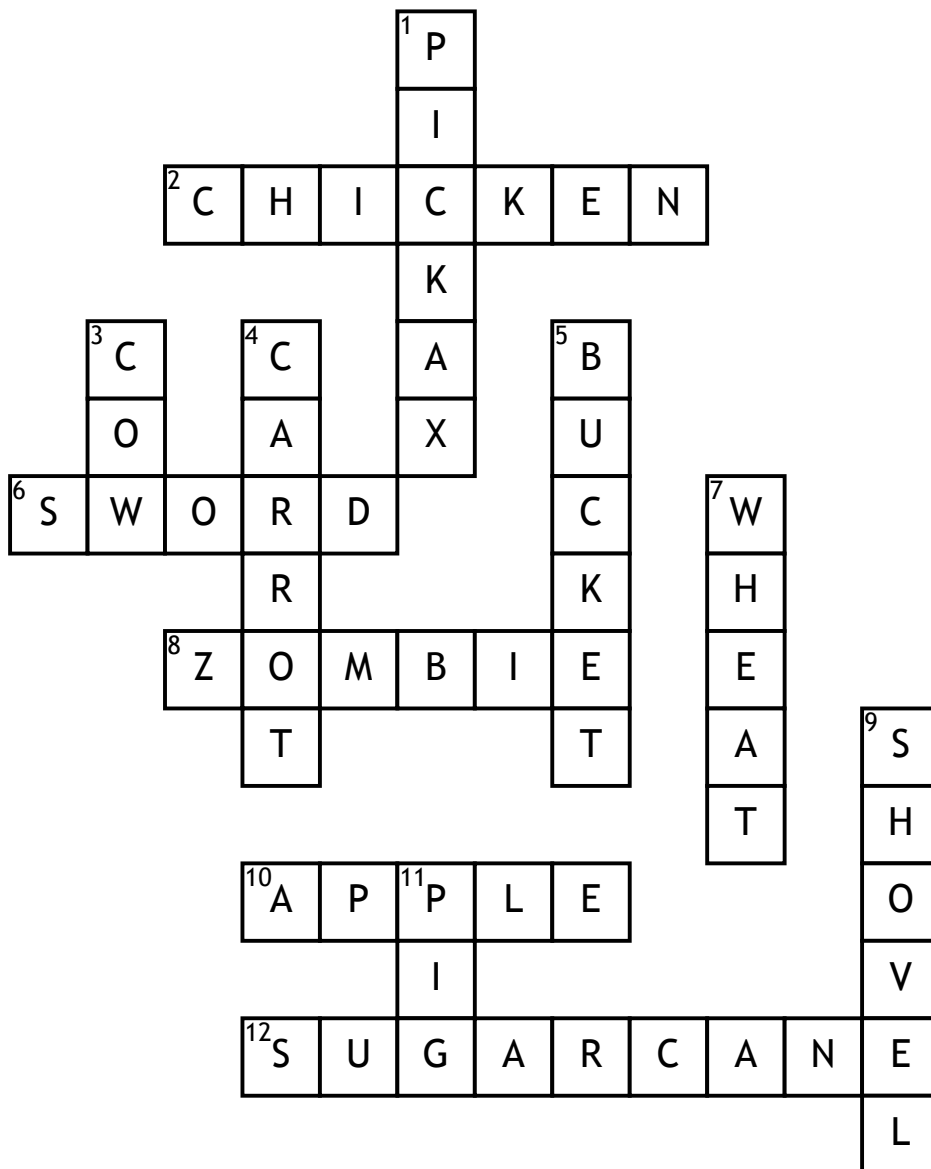 1 P
I
2 C H I C K E N
K
3 C 4 C A 5 B
O A X U
6 S W O R D C 7 W
R K H
8 Z O M B I E E
T T A 9 S
T H
10 A P 11 P L E O
I V
12 S U G A R C A N E
L